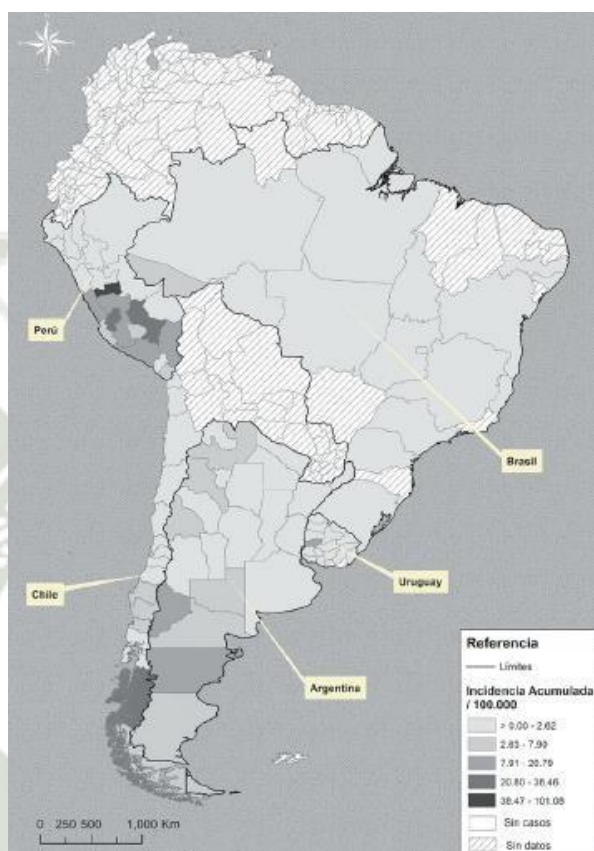 Perú
Brasil
Uruguay
Chile
Argentina
Referencia
Límites
Incidencia Acumulada
/ 100.000
> 0.00 - 2.62
2.63 - 7.90
7.91 - 20.79
20.80 - 38.46
38.47 - 101.08
Sin casos
Sin datos
0 250 500 1,000 Km